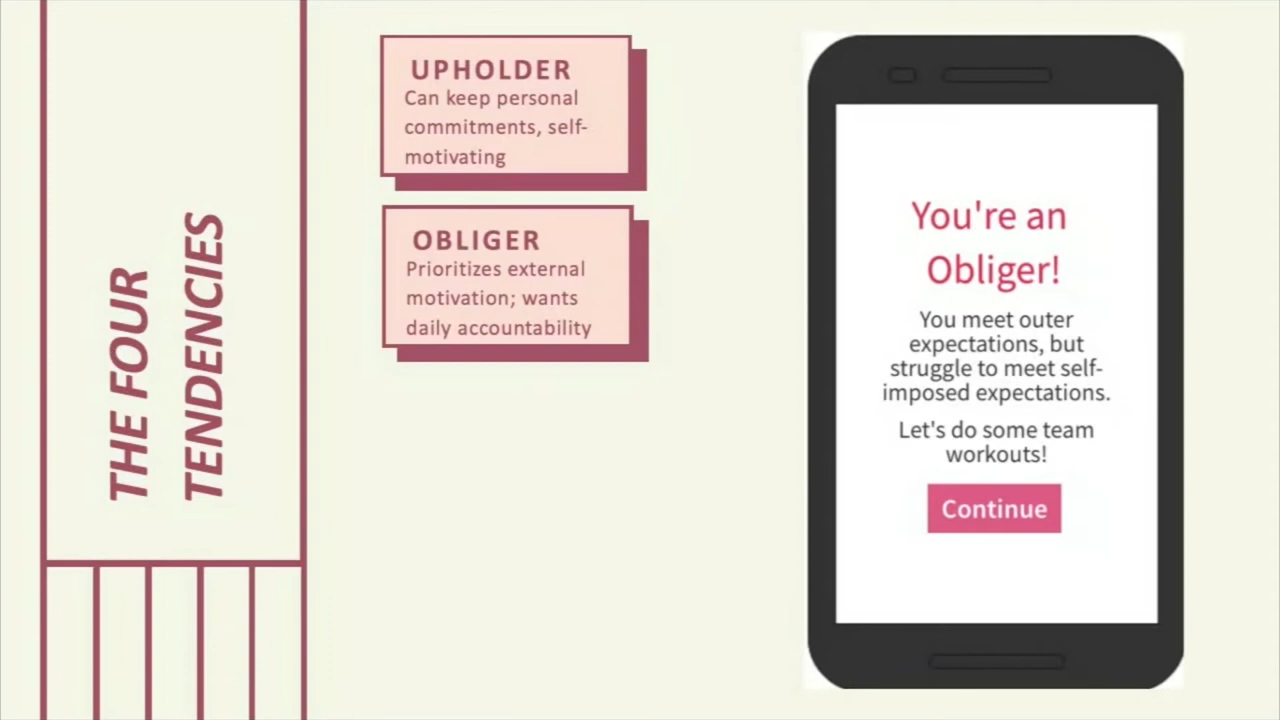 THE FOUR
TENDENCIES
UPHOLDER
Can keep personal
commitments, self-
motivating
OBLIGER
Prioritizes external
motivation; wants
daily accountability
You're an
Obliger!
You meet outer
expectations, but
struggle to meet self-
imposed expectations.
Let's do some team
workouts!
Continue